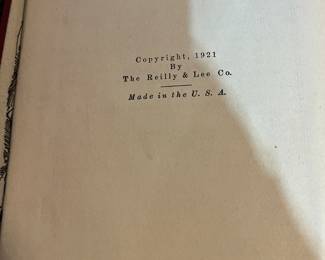 Copyright, 1921
By
The Reilly & Lee Co.
Made in the U. S. A.